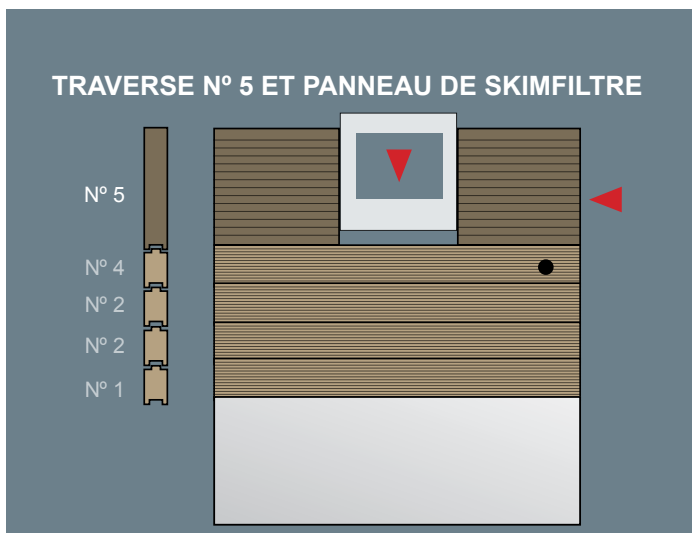 TRAVERSE Nº 5 ET PANNEAU DE SKIMFILTRE
Nº 5
Nº 4
Nº 2
Nº 2
Nº 1